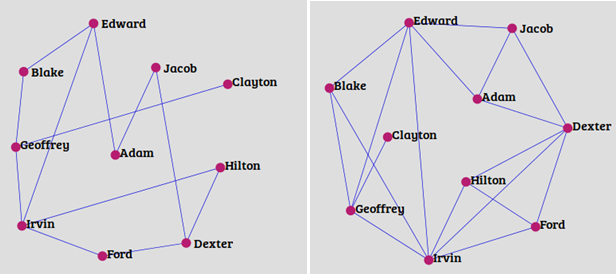 Edward
Jacob
Blake
Clayton
Geoffrey
Adam
Hilton
Irvin
Dexter
Ford
Edward
Jacob
Blake
Adam
Dexter
Clayton
Hilton
Geoffrey
Ford
Irvin